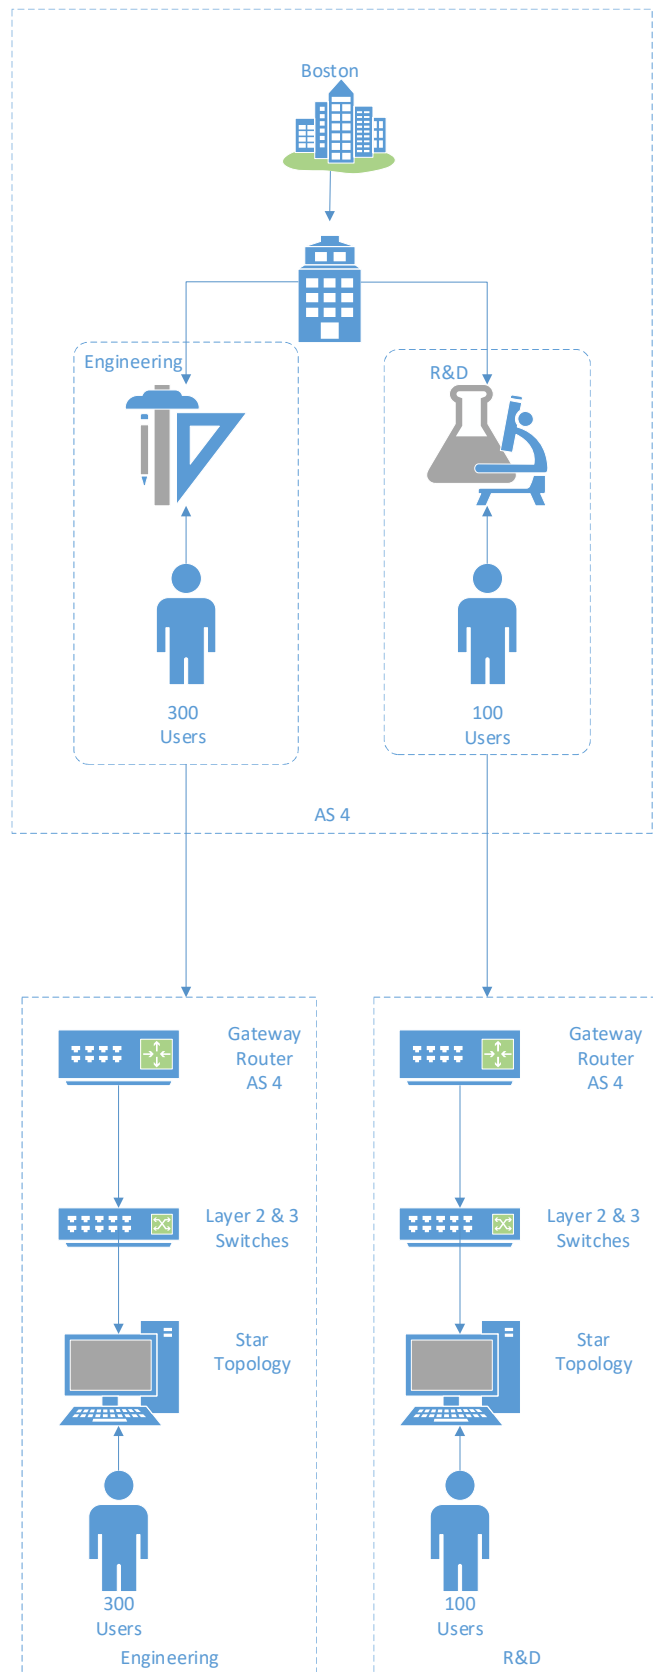 Boston
Engineering
R&D
300
Users
100
Users
AS 4
Gateway
Router
AS 4
Layer 2 & 3
Switches
Star
Topology
300
Users
Engineering
Gateway
Router
AS 4
Layer 2 & 3
Switches
Star
Topology
100
Users
R&D